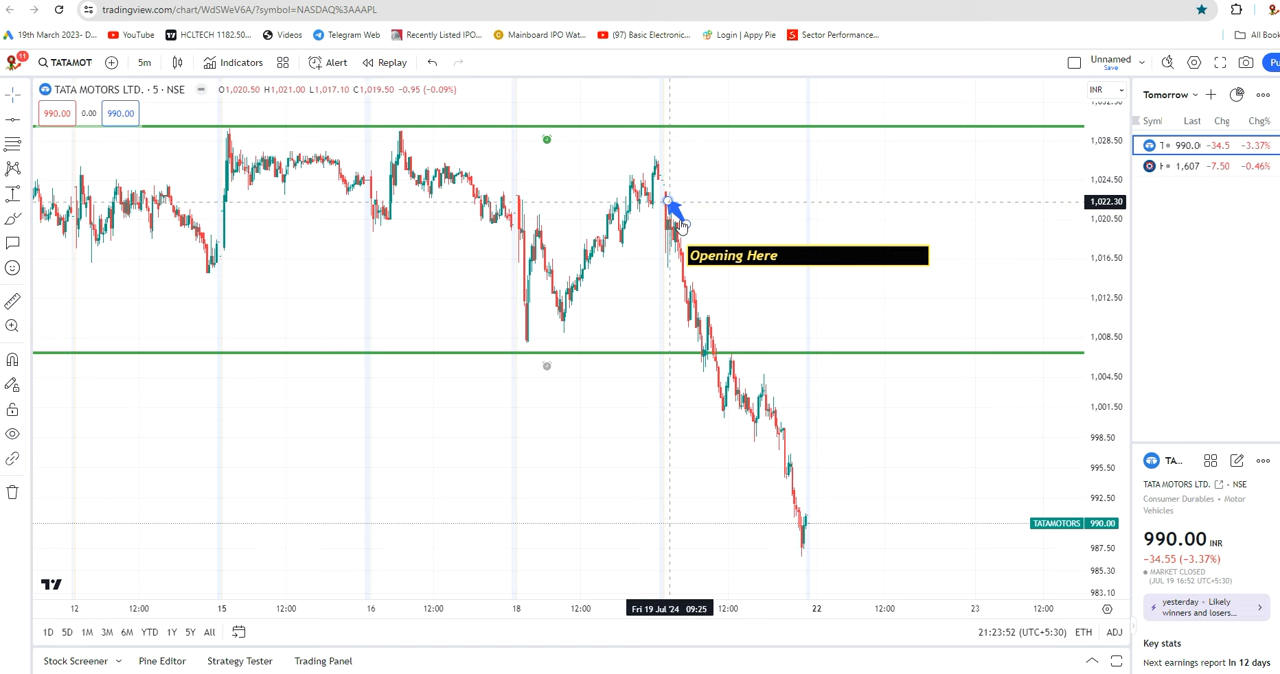 tradingview.com/chart/WdSWeV6A/?symbol=NASDAQ%3AAAPL
19th March 2023- D...
YouTube
HCLTECH 1182.50...
Videos
Telegram Web
Recently Listed IPO...
Mainboard IPO Wat...
(97) Basic Electronic...
Login | Appy Pie
Sector Performance...
All Book
11
TATAMOT
5m
Indicators
Alert
Replay
Unnamed
Save
Pu
TATA MOTORS LTD. · 5 · NSE
O1,020.50 H1,021.00 L1,017.10 C1,019.50 -0.95 (-0.09%)
INR
990.00
0.00
990.00
1,032.50
1,028.50
1,024.50
1,022.30
1,020.50
1,016.50
1,012.50
1,008.50
1,004.50
1,001.50
998.50
995.50
992.50
TATAMOTORS 990.00
987.50
985.30
983.10
Opening Here
12
12:00
15
12:00
16
12:00
18
12:00
Fri 19 Jul '24 09:25
12:00
22
12:00
23
12:00
1D 5D 1M 3M 6M YTD 1Y 5Y All
21:23:52 (UTC+5:30) ETH ADJ
Stock Screener
Pine Editor
Strategy Tester
Trading Panel
Tomorrow
Syml Last Chg Chg%
T 990.0 -34.5 -3.37%
1,607 -7.50 -0.46%
TA...
TATA MOTORS LTD. · NSE
Consumer Durables • Motor
Vehicles
990.00 INR
−34.55 (−3.37%)
MARKET CLOSED
(JUL 19 16:52 UTC+5:30)
yesterday • Likely
winners and losers...
Key stats
Next earnings report In 12 days